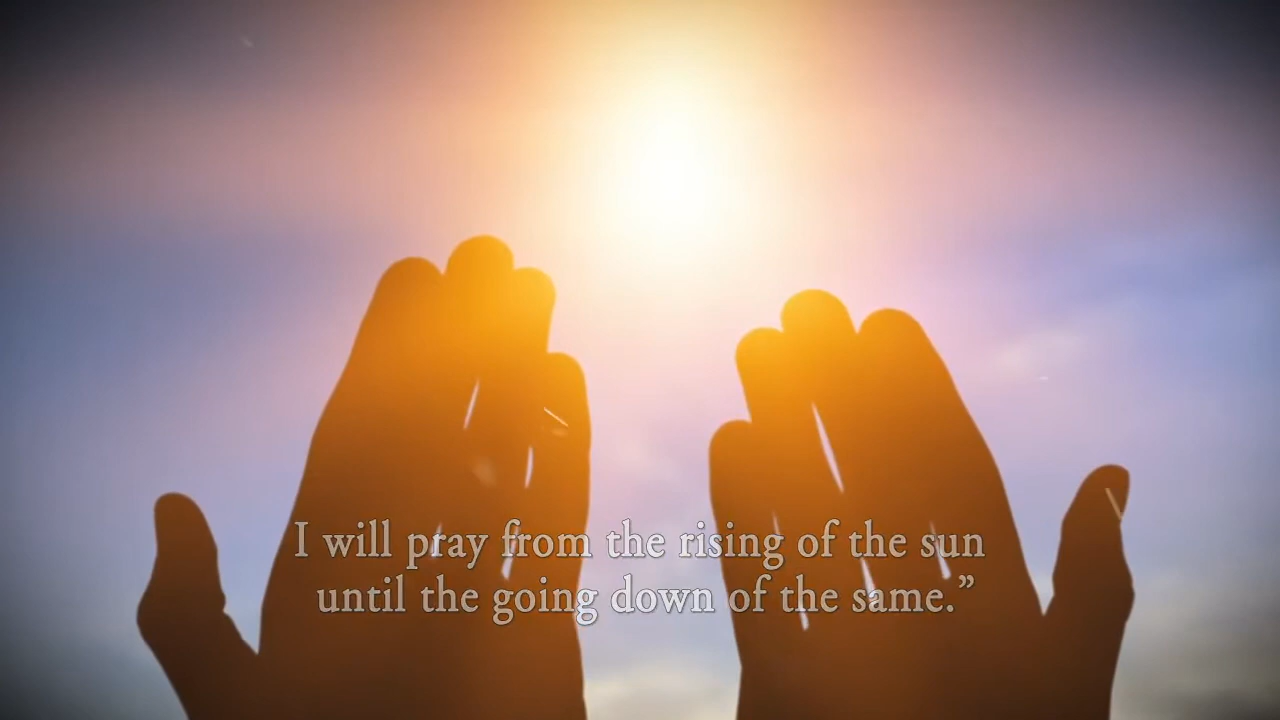 I will pray from the rising of the sun
until the going down of the same.”